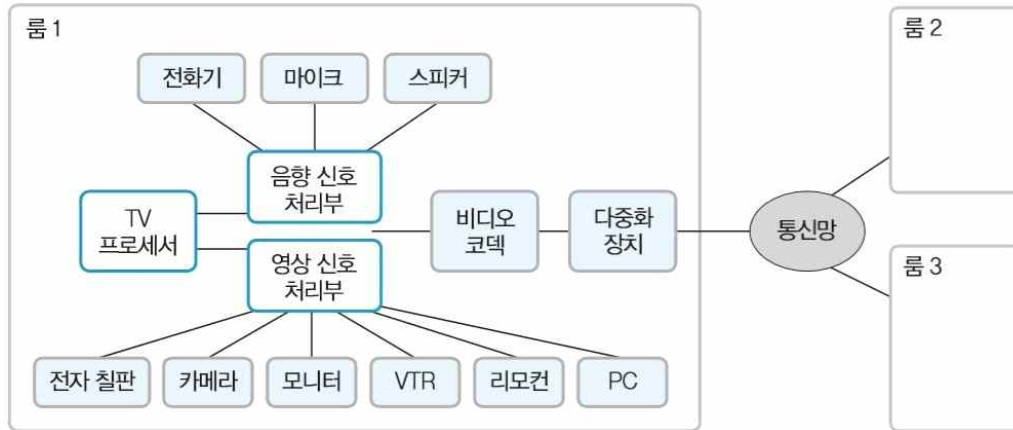 룸 1
전화기
마이크
스피커
음향 신호
처리부
TV
프로세서
영상 신호
처리부
비디오
코덱
다중화
장치
통신망
전자 칠판
카메라
모니터
VTR
리모컨
PC
룸 2
룸 3